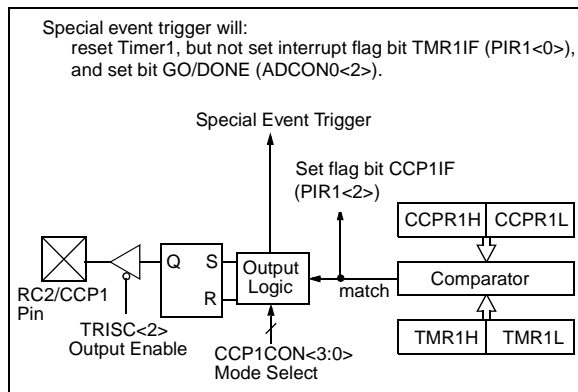 Special event trigger will:
reset Timer1, but not set interrupt flag bit TMR1IF (PIR1<0>),
and set bit GO/DONE (ADCON0<2>).
Special Event Trigger
Set flag bit CCP1IF
(PIR1<2>)
CCPR1H CCPR1L
Q S Output
Logic
R
match
Comparator
RC2/CCP1
Pin
TRISC<2>
Output Enable
CCP1CON<3:0>
Mode Select
TMR1H TMR1L